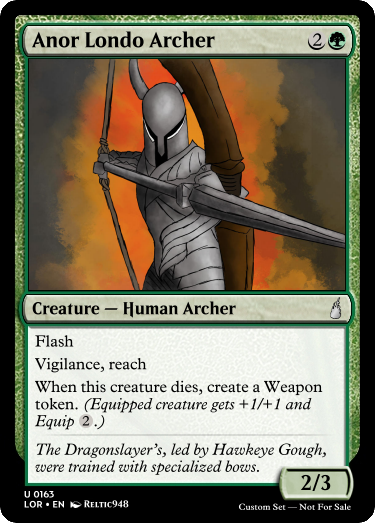 Anor Londo Archer 2
Creature — Human Archer
Flash
Vigilance, reach
When this creature dies, create a Weapon
token. (Equipped creature gets +1/+1 and
Equip 2.)
The Dragonslayer's, led by Hawkeye Gough,
were trained with specialized bows.
2/3
U 0163
LOR • EN Reltic948
Custom Set — Not For Sale